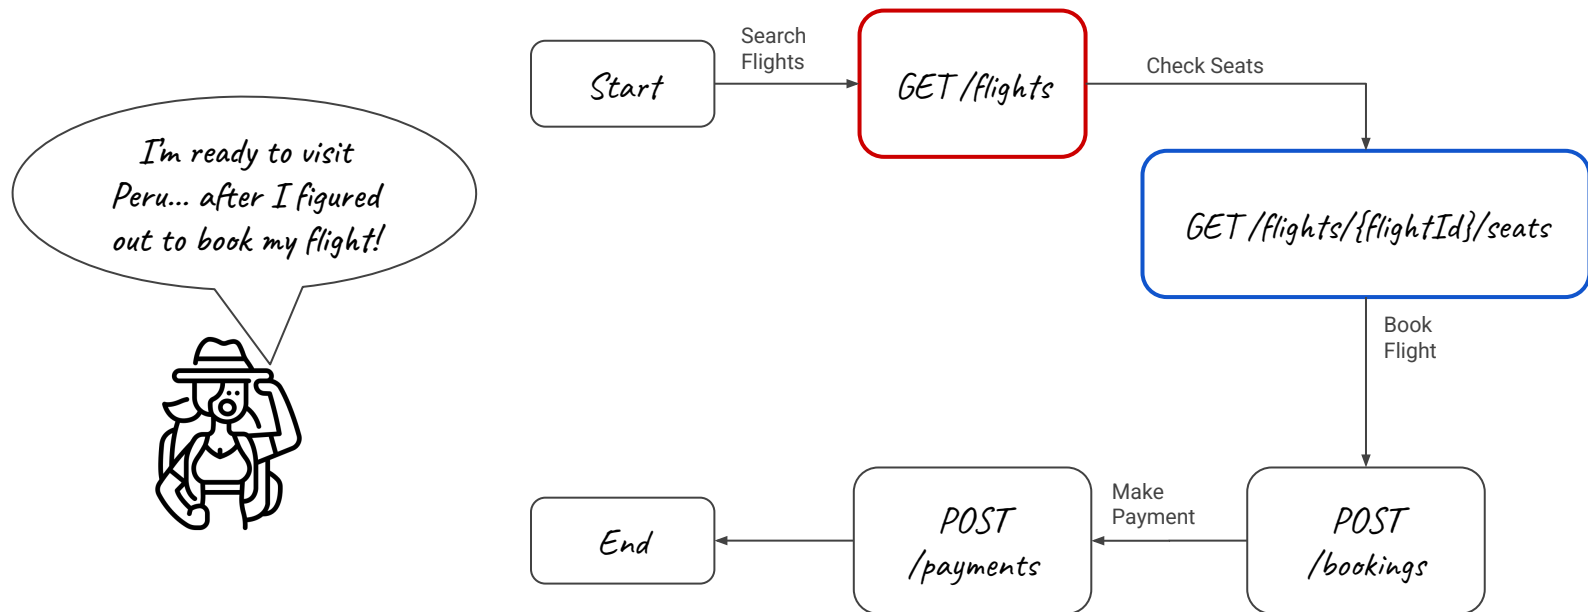 I'm ready to visit
Peru... after I figured
out to book my flight!
Start
Search
Flights
GET /flights
Check Seats
GET /flights/{flightId}/seats
Book
Flight
POST
/bookings
Make
Payment
POST
/payments
End